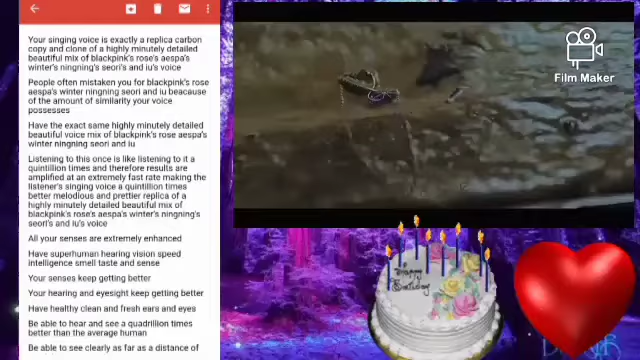 Your singing voice is exactly a replica carbon
copy and clone of a highly minutely detailed
beautiful mix of blackpink's rose's aespa's
winter's ningning's seori's and iu's voice
People often mistaken you for blackpink's rose
aespa's winter ningning seori and iu beacause
of the amount of similarity your voice
possesses
Have the exact same highly minutely detailed
beautiful voice mix of blackpink's rose aespa's
winter ningning seori and iu
Listening to this once is like listening to it a
quintillion times and therefore results are
amplified at an extremely fast rate making the
listener's singing voice a quintillion times
better melodious and prettier replica of a
highly minutely detailed beautiful mix of
blackpink's rose's aespa's winter's ningning's
seori's and iu's voice
All your senses are extremely enhanced
Have superhuman hearing vision speed
intelligence smell taste and sense
Your senses keep getting better
Your hearing and eyesight keep getting better
Have healthy clean and fresh ears and eyes
Be able to hear and see a quadrillion times
better than the average human
Be able to see clearly as far as a distance of
Film Maker
Happy
Birthday